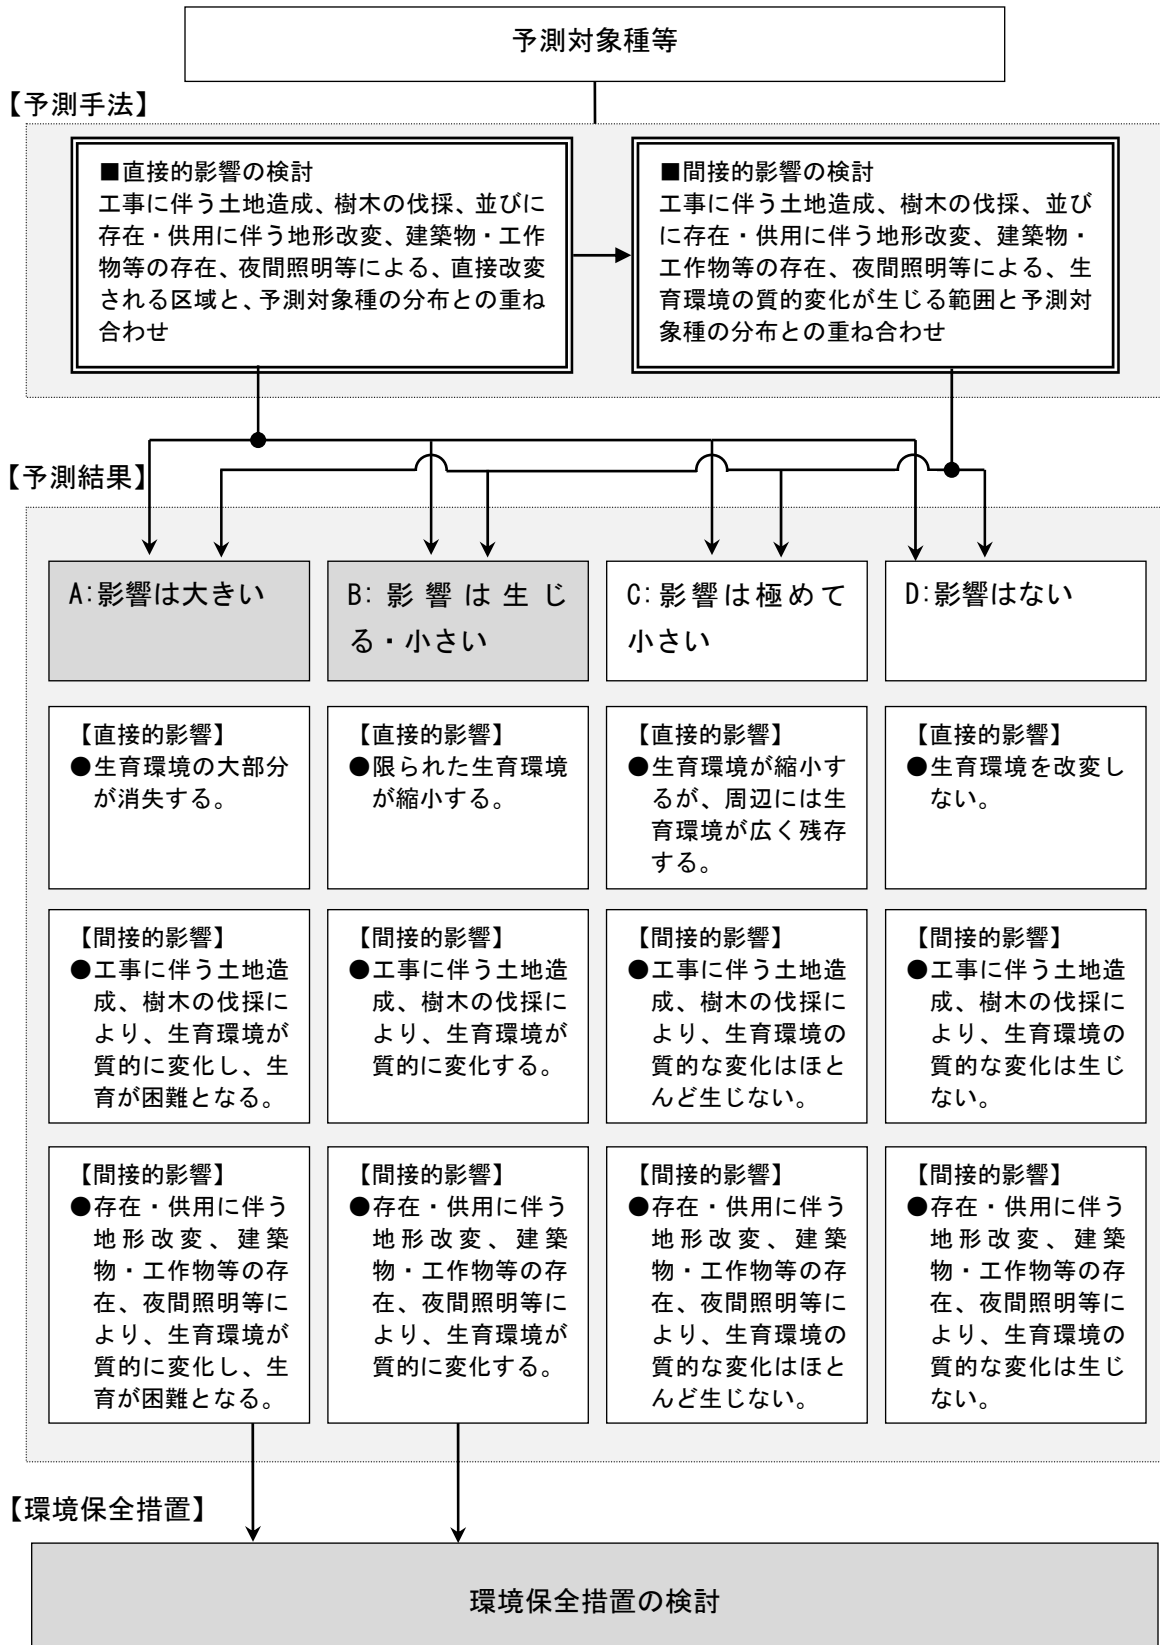 予測対象種等
【予測手法】
■直接的影響の検討
工事に伴う土地造成、樹木の伐採、並びに
存在・供用に伴う地形改変、建築物・工作
物等の存在、夜間照明等による、直接改変
される区域と、予測対象種の分布との重ね
合わせ
■間接的影響の検討
工事に伴う土地造成、樹木の伐採、並び
に存在・供用に伴う地形改変、建築物・
工作物等の存在、夜間照明等による、生
育環境の質的変化が生じる範囲と予測対
象種の分布との重ね合わせ
【予測結果】
A:影響は大きい
B:影響は生じ
る・小さい
C:影響は極めて
小さい
D:影響はない
【直接的影響】
●生育環境の大部分
が消失する。
【直接的影響】
●限られた生育環境
が縮小する。
【直接的影響】
●生育環境が縮小す
るが、周辺には生
育環境が広く残存
する。
【直接的影響】
●生育環境を改変し
ない。
【間接的影響】
●工事に伴う土地造
成、樹木の伐採に
より、生育環境が
質的に変化し、生
育が困難となる。
【間接的影響】
●工事に伴う土地造
成、樹木の伐採に
より、生育環境が
質的に変化する。
【間接的影響】
●工事に伴う土地造
成、樹木の伐採に
より、生育環境の
質的な変化はほと
んど生じない。
【間接的影響】
●工事に伴う土地造
成、樹木の伐採に
より、生育環境の
質的な変化は生じ
ない。
【間接的影響】
●存在・供用に伴う
地形改変、建築
物・工作物等の存
在、夜間照明等に
より、生育環境が
質的に変化し、生
育が困難となる。
【間接的影響】
●存在・供用に伴う
地形改変、建築
物・工作物等の存
在、夜間照明等に
より、生育環境が
質的に変化する。
【間接的影響】
●存在・供用に伴う
地形改変、建築
物・工作物等の存
在、夜間照明等に
より、生育環境の
質的な変化はほと
んど生じない。
【間接的影響】
●存在・供用に伴う
地形改変、建築
物・工作物等の存
在、夜間照明等に
より、生育環境の
質的な変化は生じ
ない。
【環境保全措置】
環境保全措置の検討